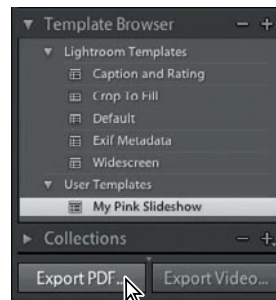 Template Browser
Lightroom Templates
Caption and Rating
Crop To Fill
Default
Exif Metadata
Widescreen
User Templates
My Pink Slideshow
Collections
Export PDF...
Export Video...